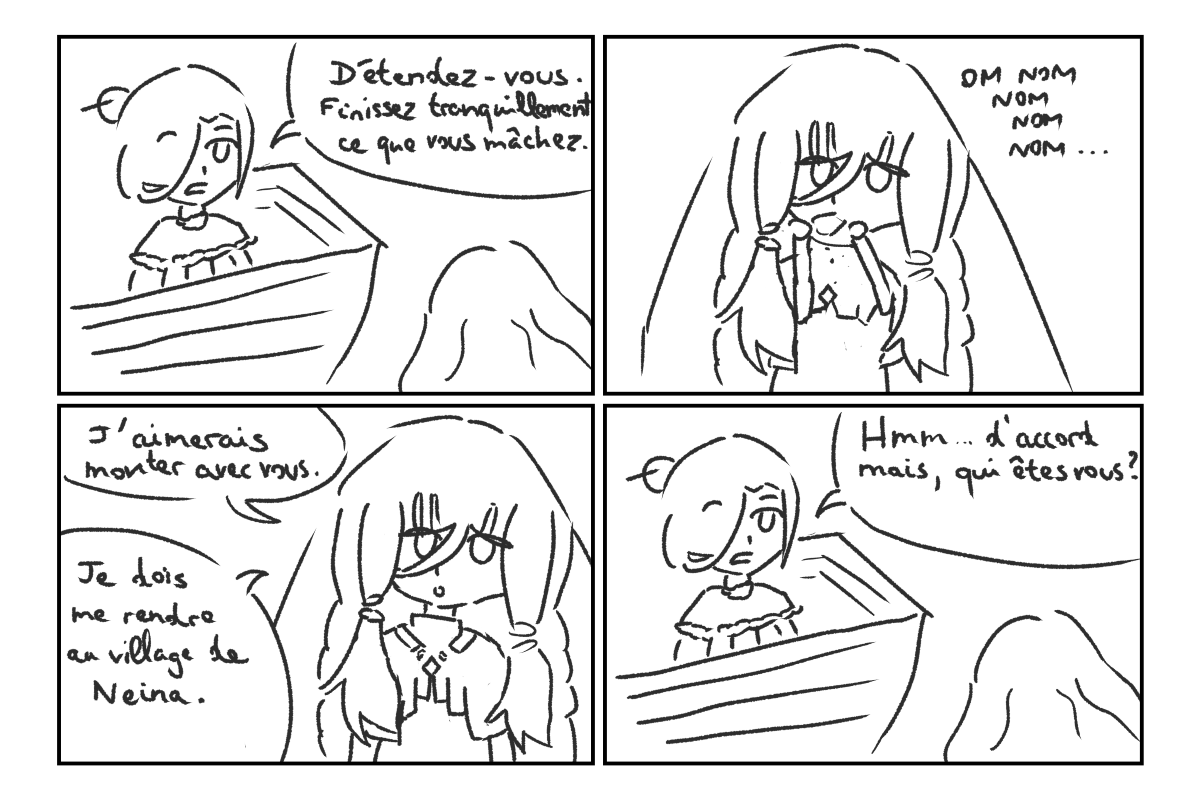 D'étendez-vous.
Finissez tranquillement
ce que vous mâchez.
OM NOM
NOM
NOM
NOM ...
J'aimerais
monter avec vous.
Je dois
me rendre
au village de
Neina.
Hmm... d'accord
mais, qui êtes vous?